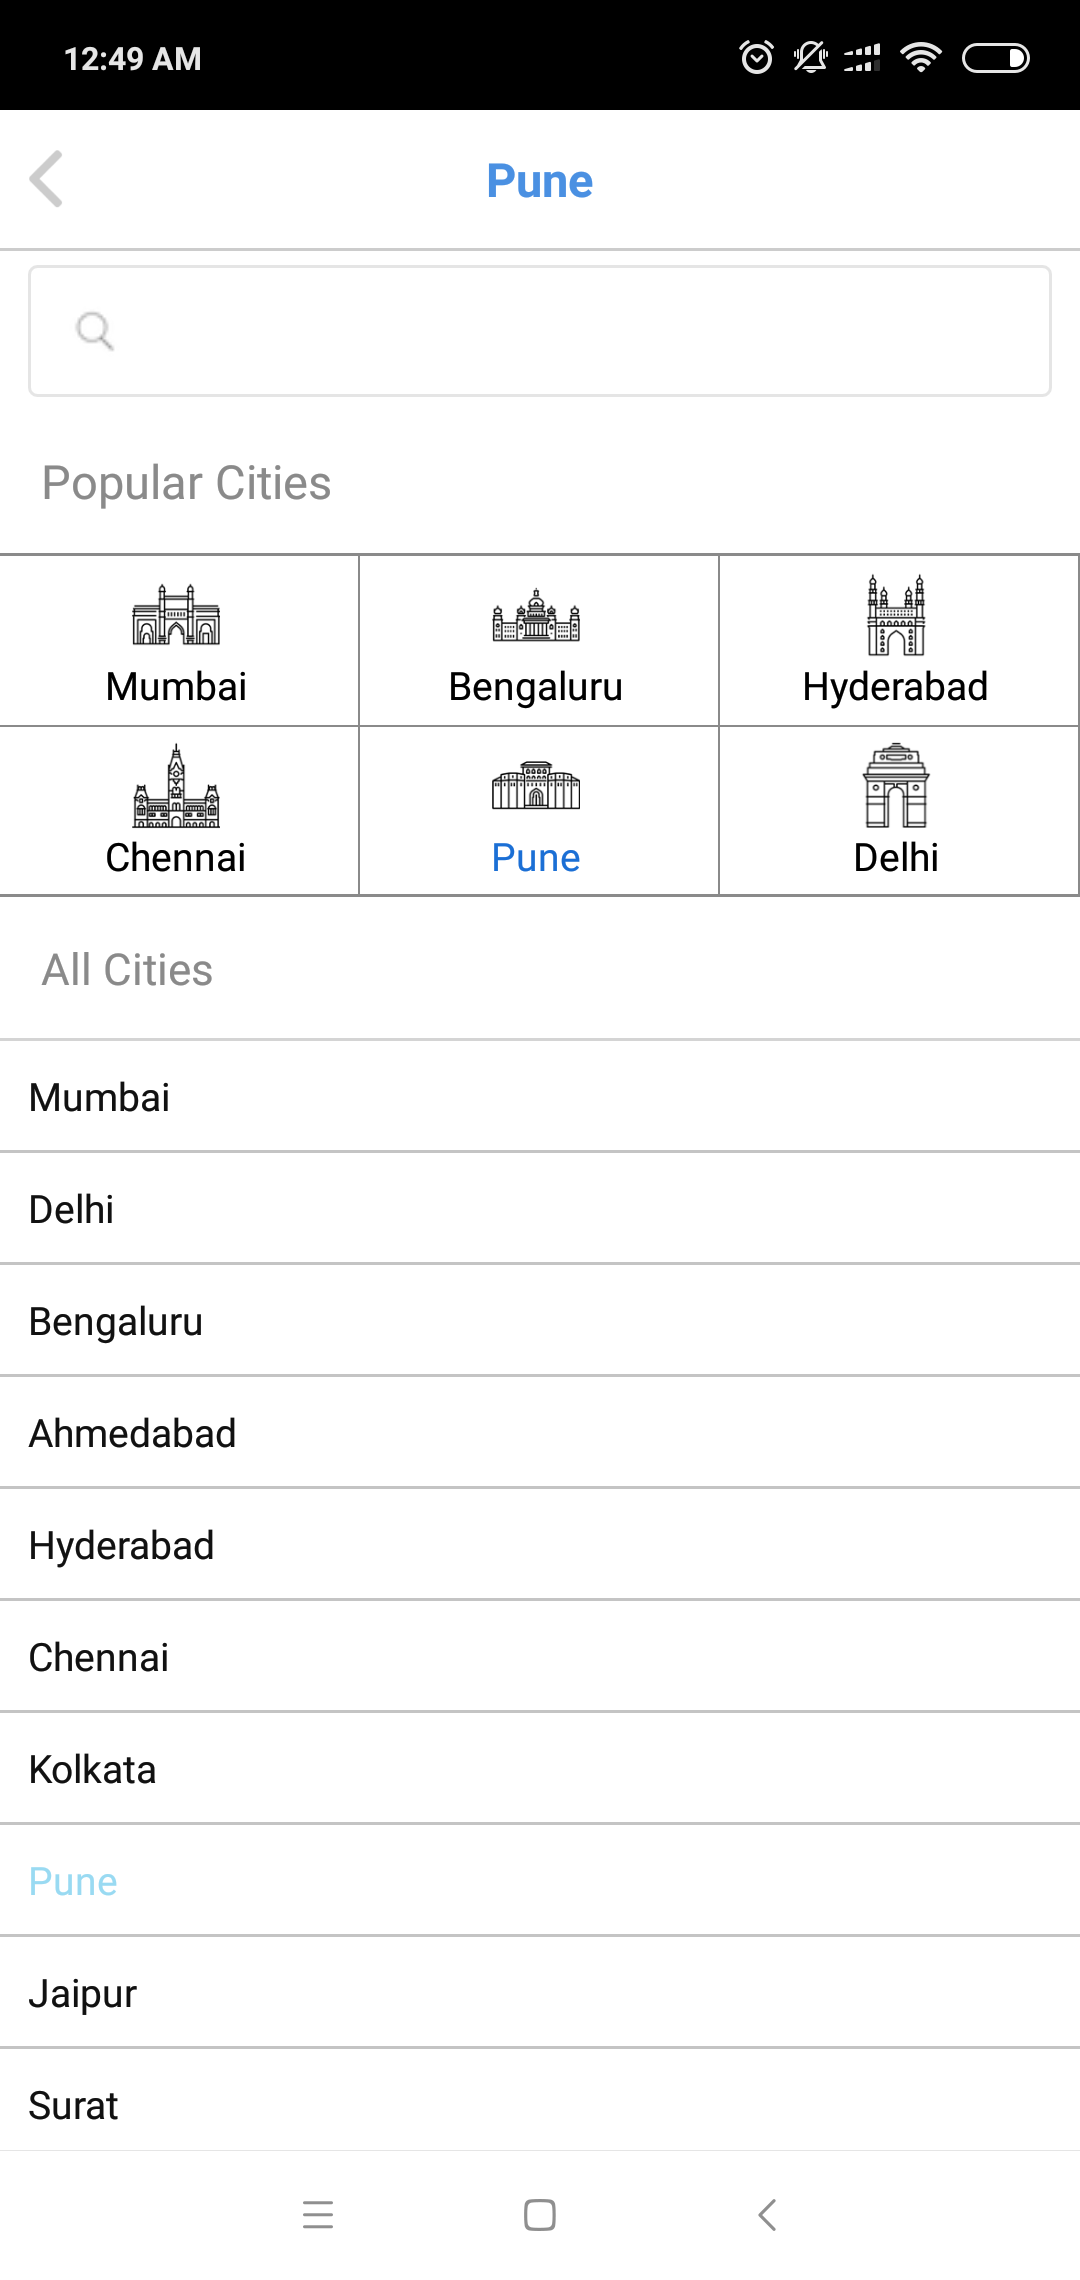 12:49 AM
Pune
Popular Cities
Mumbai
Bengaluru
Hyderabad
Chennai
Pune
Delhi
All Cities
Mumbai
Delhi
Bengaluru
Ahmedabad
Hyderabad
Chennai
Kolkata
Pune
Jaipur
Surat